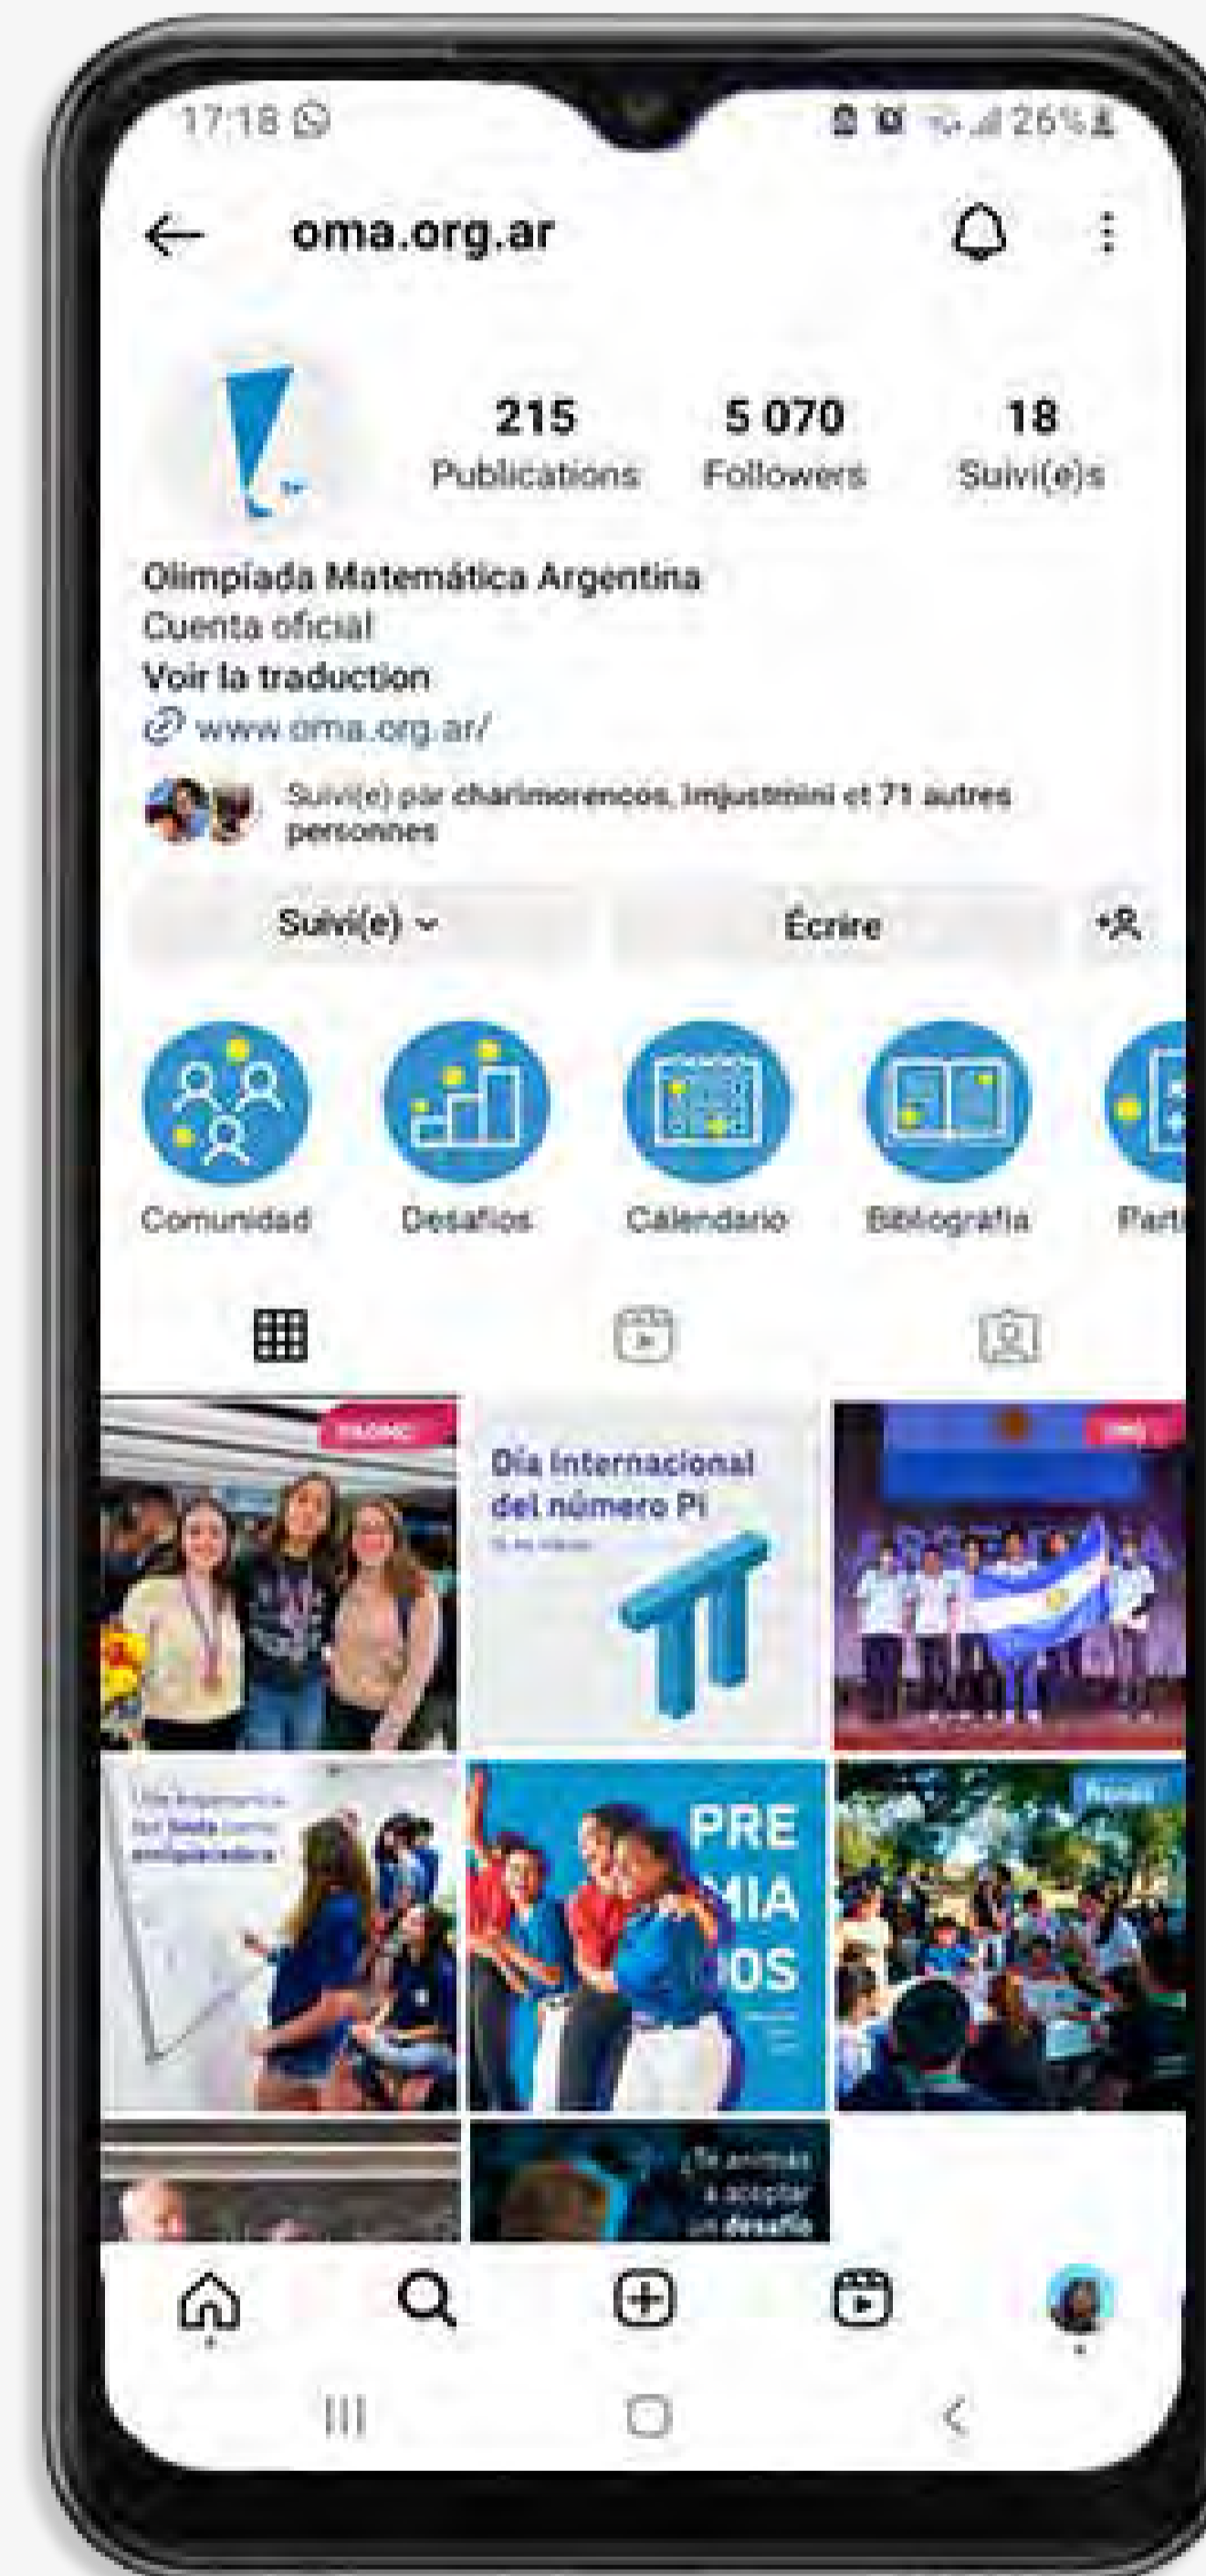 17:18
26%
oma.org.ar
215
Publications
5 070
Followers
18
Suivi(e)s
Olimpíada Matemática Argentina
Cuenta oficial
Voir la traduction
www.oma.org.ar/
Suivi(e) par charimorencos, imjustmini et 71 autres
personnes
Suivi(e)
Écrire
Comunidad
Desafíos
Calendario
Bibliografía
Part
Día Internacional
del número Pi
PRE
MIA
OS
¿Te animás
a aceptar
un desafío